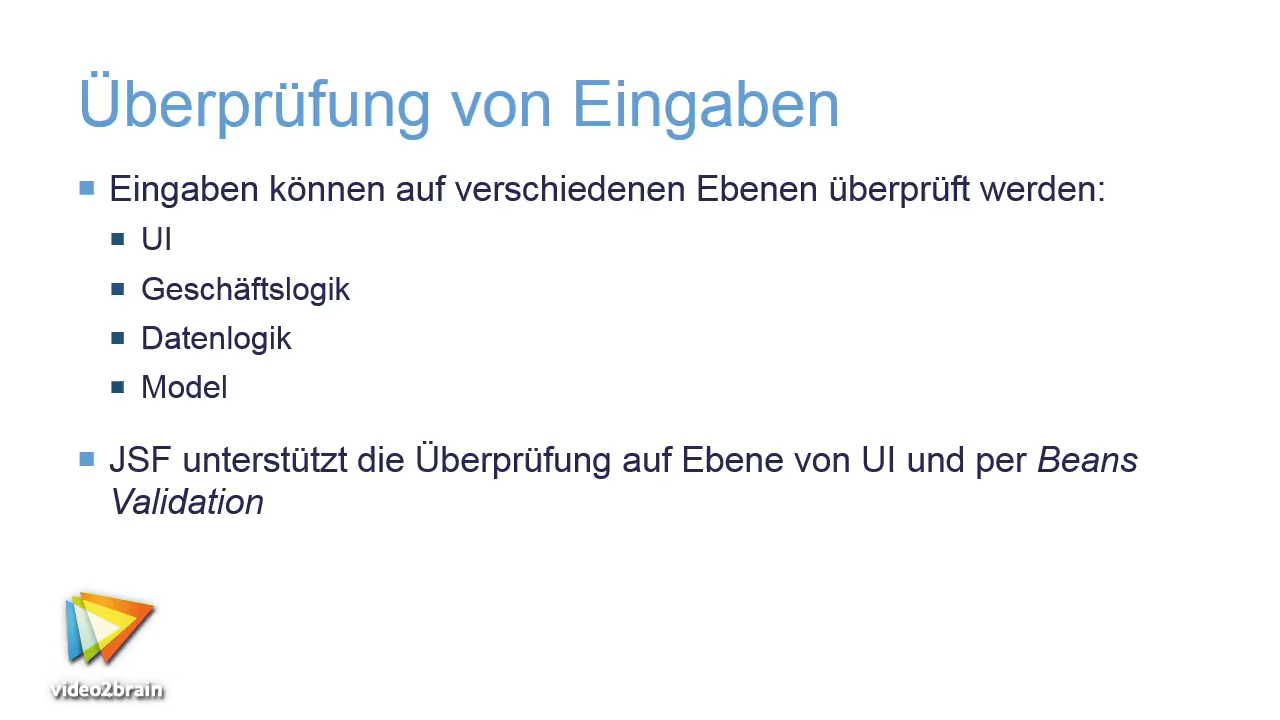 Überprüfung von Eingaben
Eingaben können auf verschiedenen Ebenen überprüft werden:
UI
Geschäftslogik
Datenlogik
Model
JSF unterstützt die Überprüfung auf Ebene von UI und per Beans
Validation
video2brain